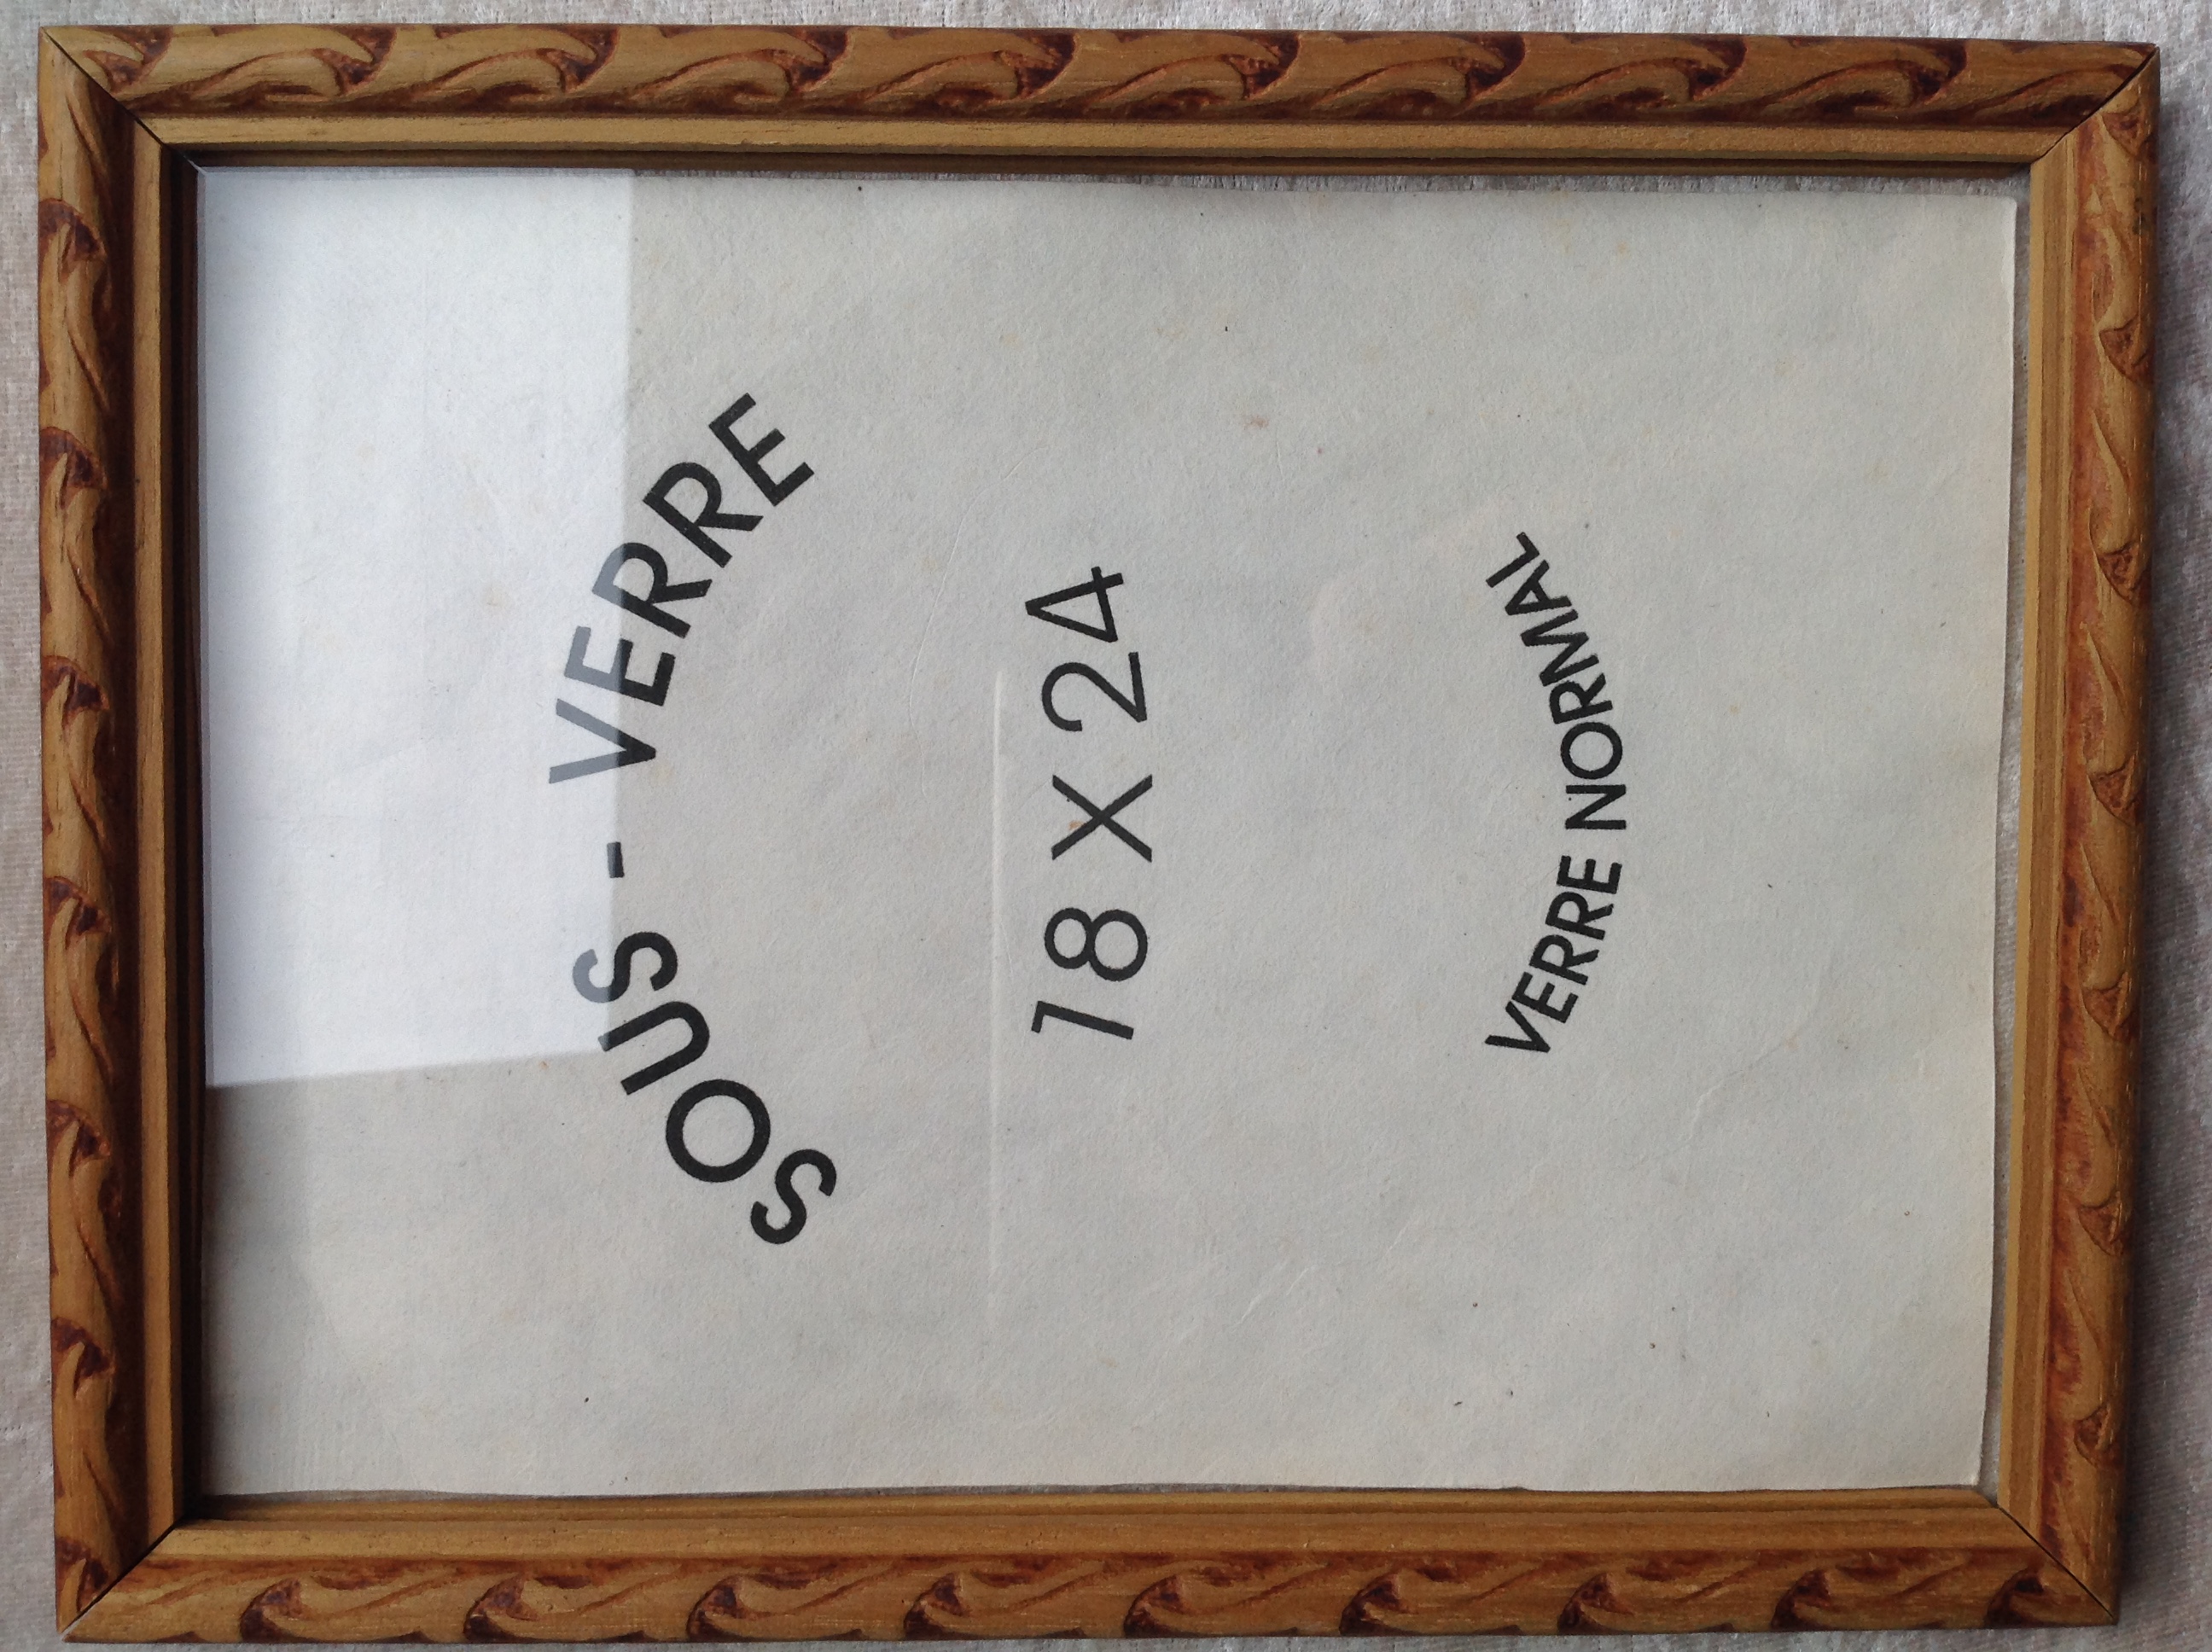 SOUS - VERRE
18 X 24
VERRE NORMAL